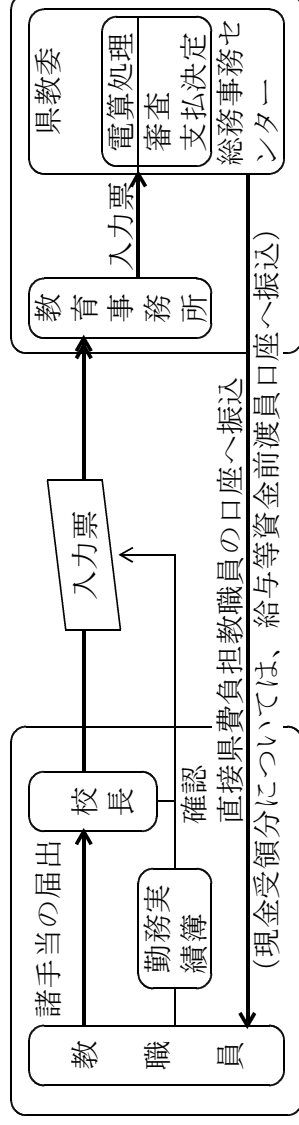 教職員
諸手当の届出
勤務実
績簿
校長
確認
入力票
教育事務所
入力票
県教委
電算処理
審査
支払決定
総務事務セ
ンター
直接県費負担教職員の口座へ振込
(現金受領分については、給与等資金前渡員口座へ振込)